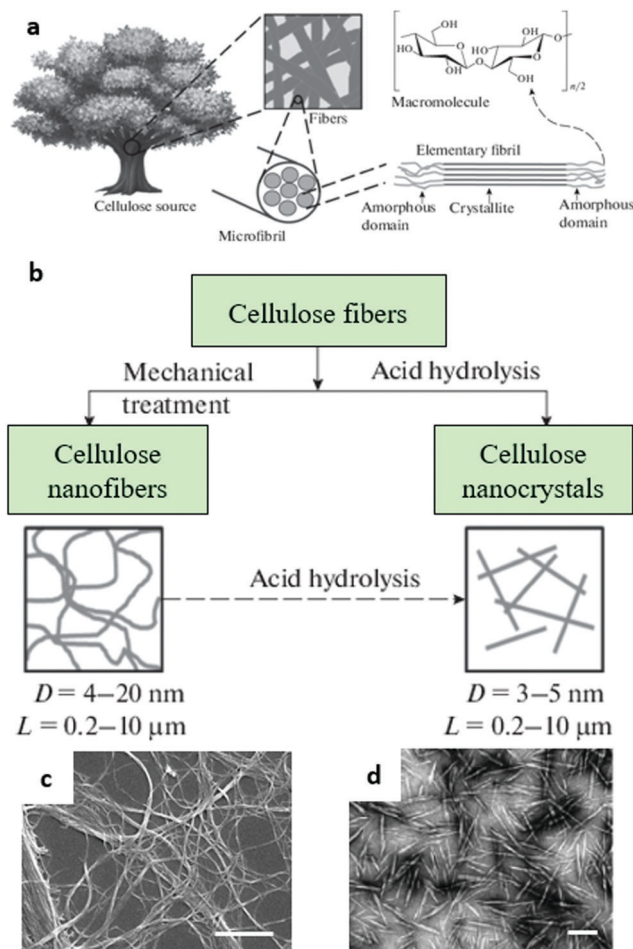 a
OH
HO
O
OH
O
HO
OH
O
OH
O
n/2
Macromolecule
Fibers
Cellulose source
Microfibril
Elementary fibril
Amorphous
domain
Crystallite
Amorphous
domain
b
Cellulose fibers
Mechanical
treatment
Acid hydrolysis
Cellulose
nanofibers
Cellulose
nanocrystals
Acid hydrolysis
D = 4–20 nm
L = 0.2–10 μm
D = 3–5 nm
L = 0.2–10 μm
c
d